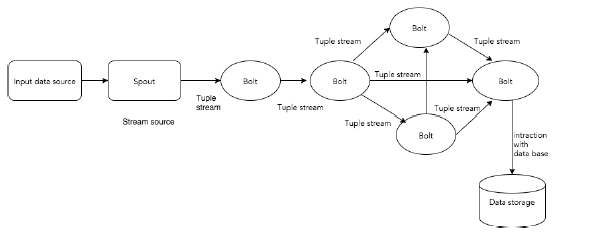 Bolt
Tuple stream
Tuple stream
Input data source
Spout
Bolt
Bolt
Tuple stream
Bolt
Tuple
stream
Tuple stream
Tuple stream
Stream source
Tuple stream
Bolt
intraction
with
data base
Data storage